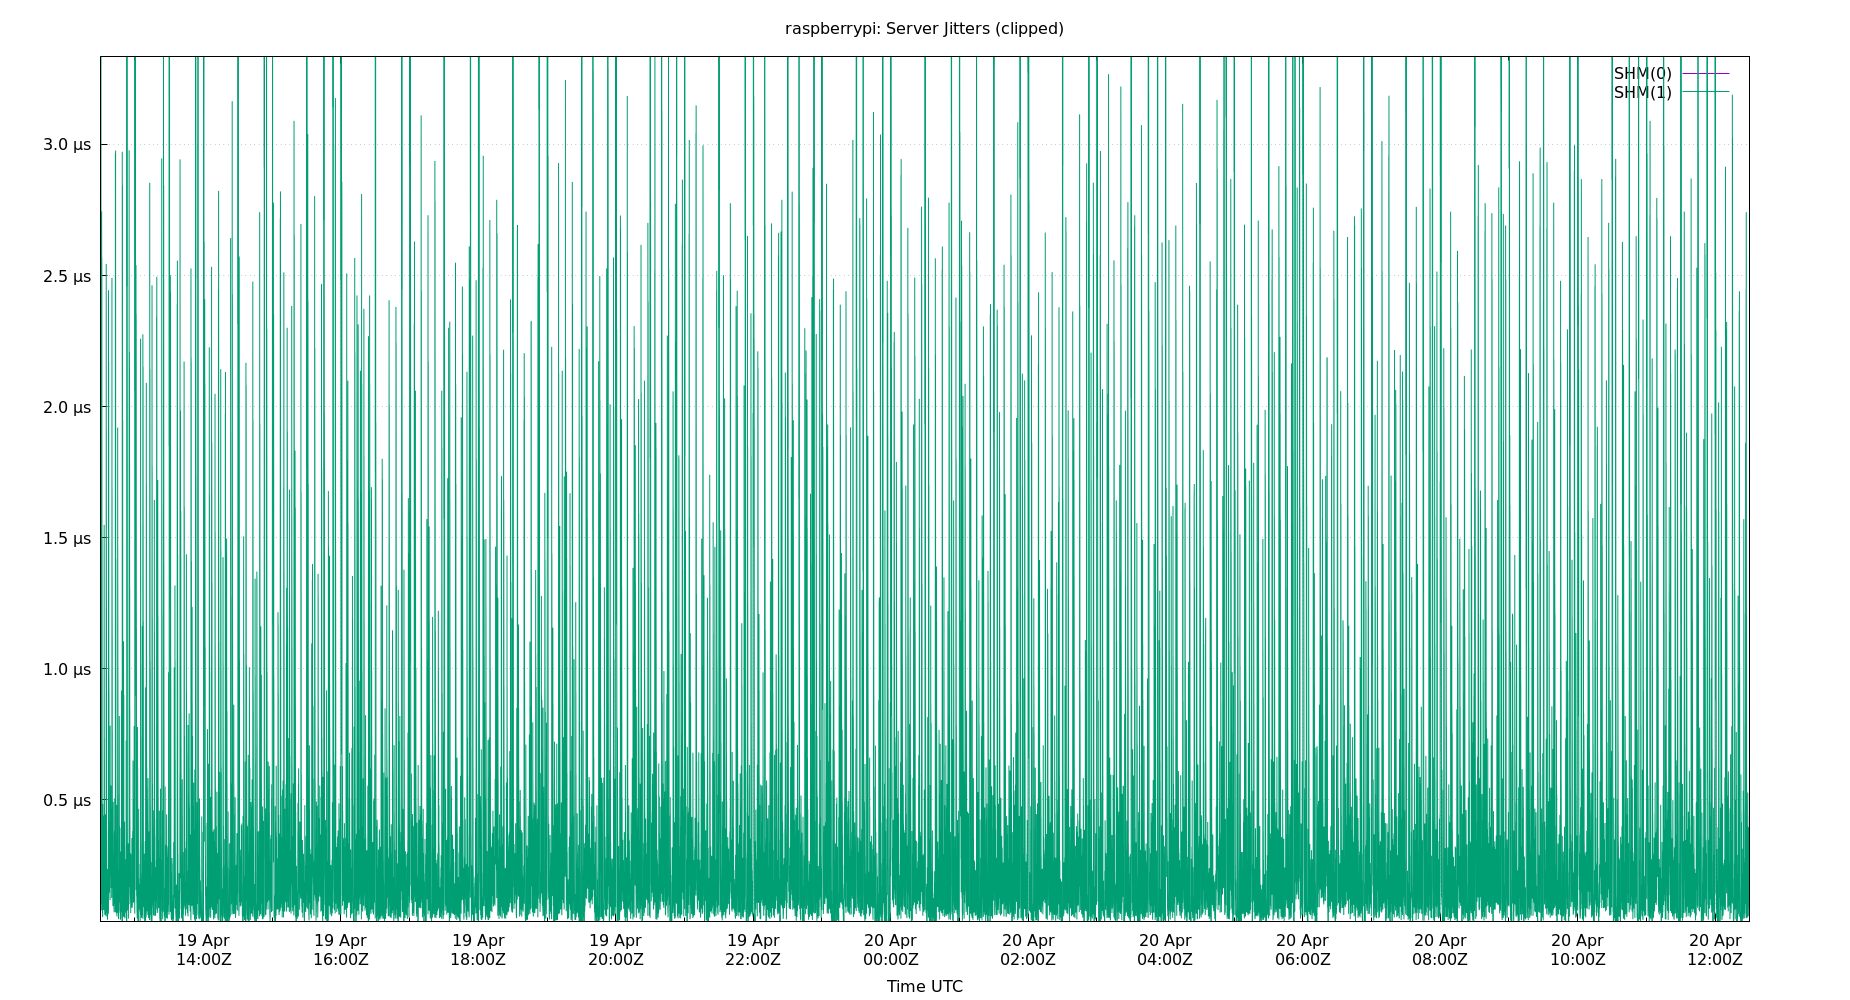 raspberrypi: Server Jitters (clipped)
SHM(0)
SHM(1)
3.0 µs
2.5 µs
2.0 µs
1.5 µs
1.0 µs
0.5 µs
19 Apr 19 Apr 19 Apr 19 Apr 19 Apr 20 Apr 20 Apr 20 Apr 20 Apr 20 Apr 20 Apr 20 Apr
14:00Z 16:00Z 18:00Z 20:00Z 22:00Z 00:00Z 02:00Z 04:00Z 06:00Z 08:00Z 10:00Z 12:00Z
Time UTC